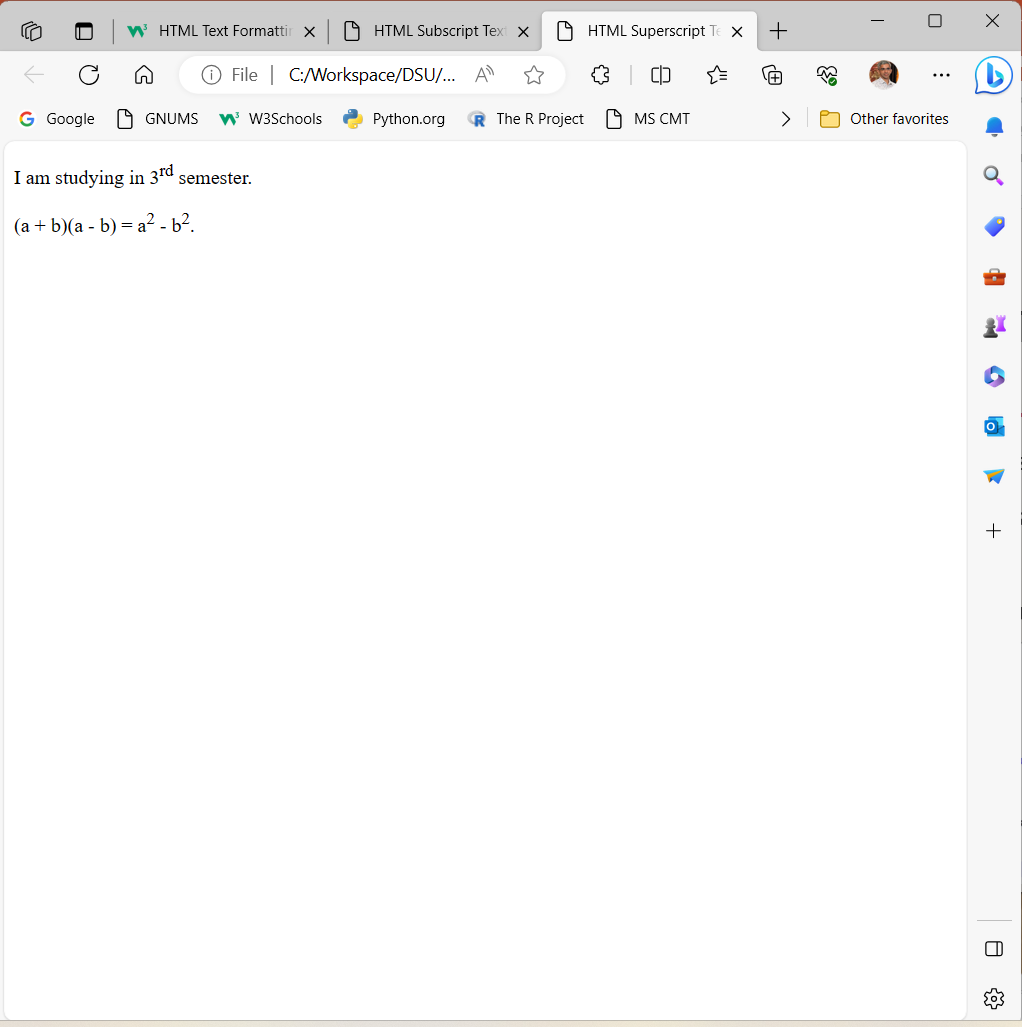 HTML Text Formattin
HTML Subscript Text
HTML Superscript Te
File
C:/Workspace/DSU/...
Google
GNUMS
W3Schools
Python.org
The R Project
MS CMT
Other favorites
I am studying in 3rd semester.
(a + b)(a - b) = a² - b².